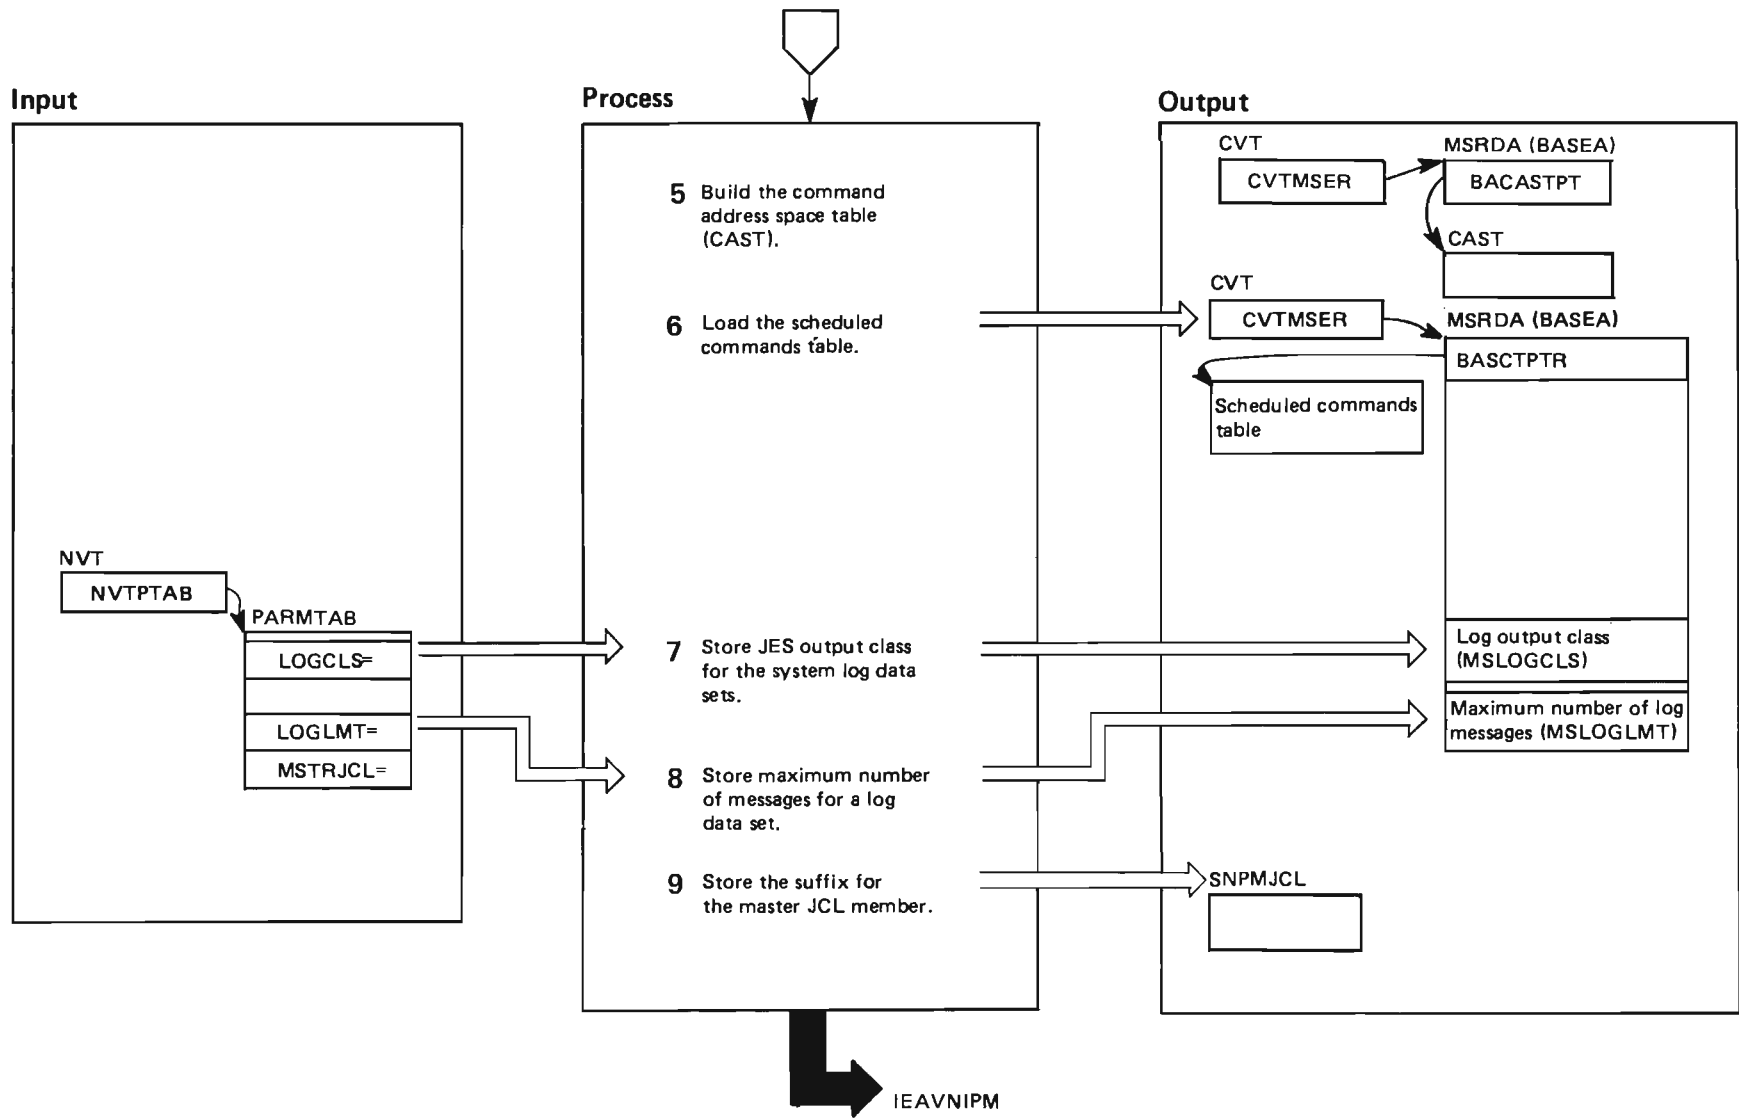 Input
NVT
NVTPTAB
PARMTAB
LOGCLS=
LOGLMT=
MSTRJCL=
Process
5 Build the command
address space table
(CAST).
6 Load the scheduled
commands table.
7 Store JES output class
for the system log data
sets.
8 Store maximum number
of messages for a log
data set.
9 Store the suffix for
the master JCL member.
IEAVNIPM
Output
CVT
CVTMSER
MSRDA (BASEA)
BACASTPT
CAST
CVT
CVTMSER
MSRDA (BASEA)
BASCTPTR
Scheduled commands
table
Log output class
(MSLOGCLS)
Maximum number of log
messages (MSLOGLMT)
SNPMJCL